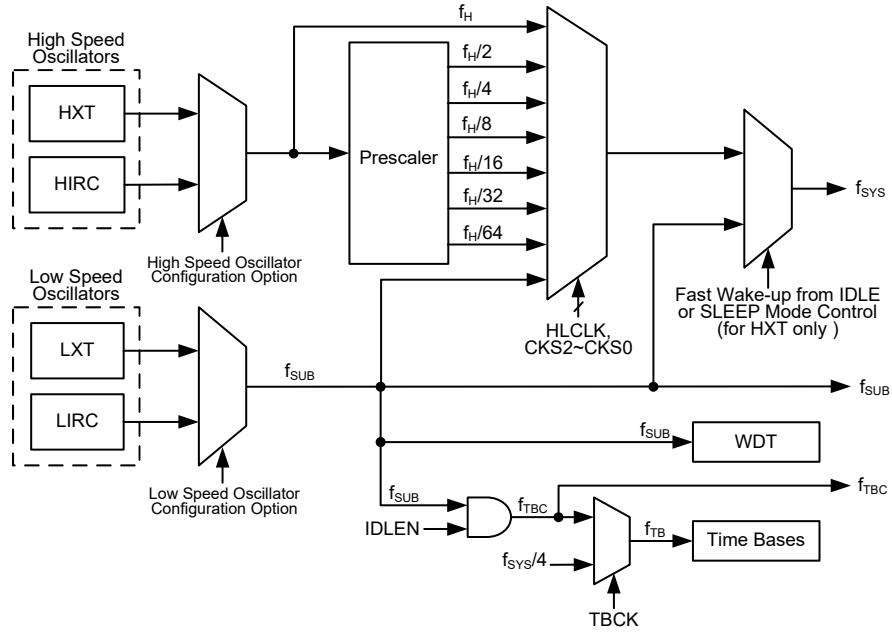 High Speed
Oscillators
HXT
HIRC
High Speed Oscillator
Configuration Option
f_H
Prescaler
f_H/2
f_H/4
f_H/8
f_H/16
f_H/32
f_H/64
HLCLK,
CKS2~CKS0
f_SYS
Fast Wake-up from IDLE
or SLEEP Mode Control
(for HXT only )
Low Speed
Oscillators
LXT
LIRC
Low Speed Oscillator
Configuration Option
f_SUB
f_SUB
f_SUB
WDT
f_SUB
IDLEN
f_TBC
f_TBC
f_SYS/4
f_TB
Time Bases
TBCK